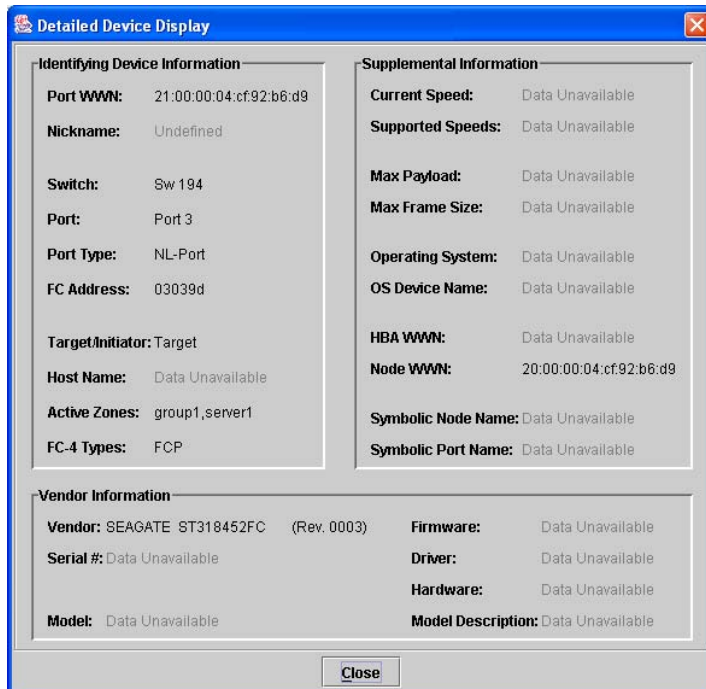 Detailed Device Display
Identifying Device Information
Port WWN: 21:00:00:04:cf:92:b6:d9
Nickname: Undefined
Switch: Sw 194
Port: Port 3
Port Type: NL-Port
FC Address: 03039d
Target/Initiator: Target
Host Name: Data Unavailable
Active Zones: group1,server1
FC-4 Types: FCP
Supplemental Information
Current Speed: Data Unavailable
Supported Speeds: Data Unavailable
Max Payload: Data Unavailable
Max Frame Size: Data Unavailable
Operating System: Data Unavailable
OS Device Name: Data Unavailable
HBA WWN: Data Unavailable
Node WWN: 20:00:00:04:cf:92:b6:d9
Symbolic Node Name: Data Unavailable
Symbolic Port Name: Data Unavailable
Vendor Information
Vendor: SEAGATE ST318452FC (Rev. 0003)
Serial #: Data Unavailable
Model: Data Unavailable
Firmware: Data Unavailable
Driver: Data Unavailable
Hardware: Data Unavailable
Model Description: Data Unavailable
Close